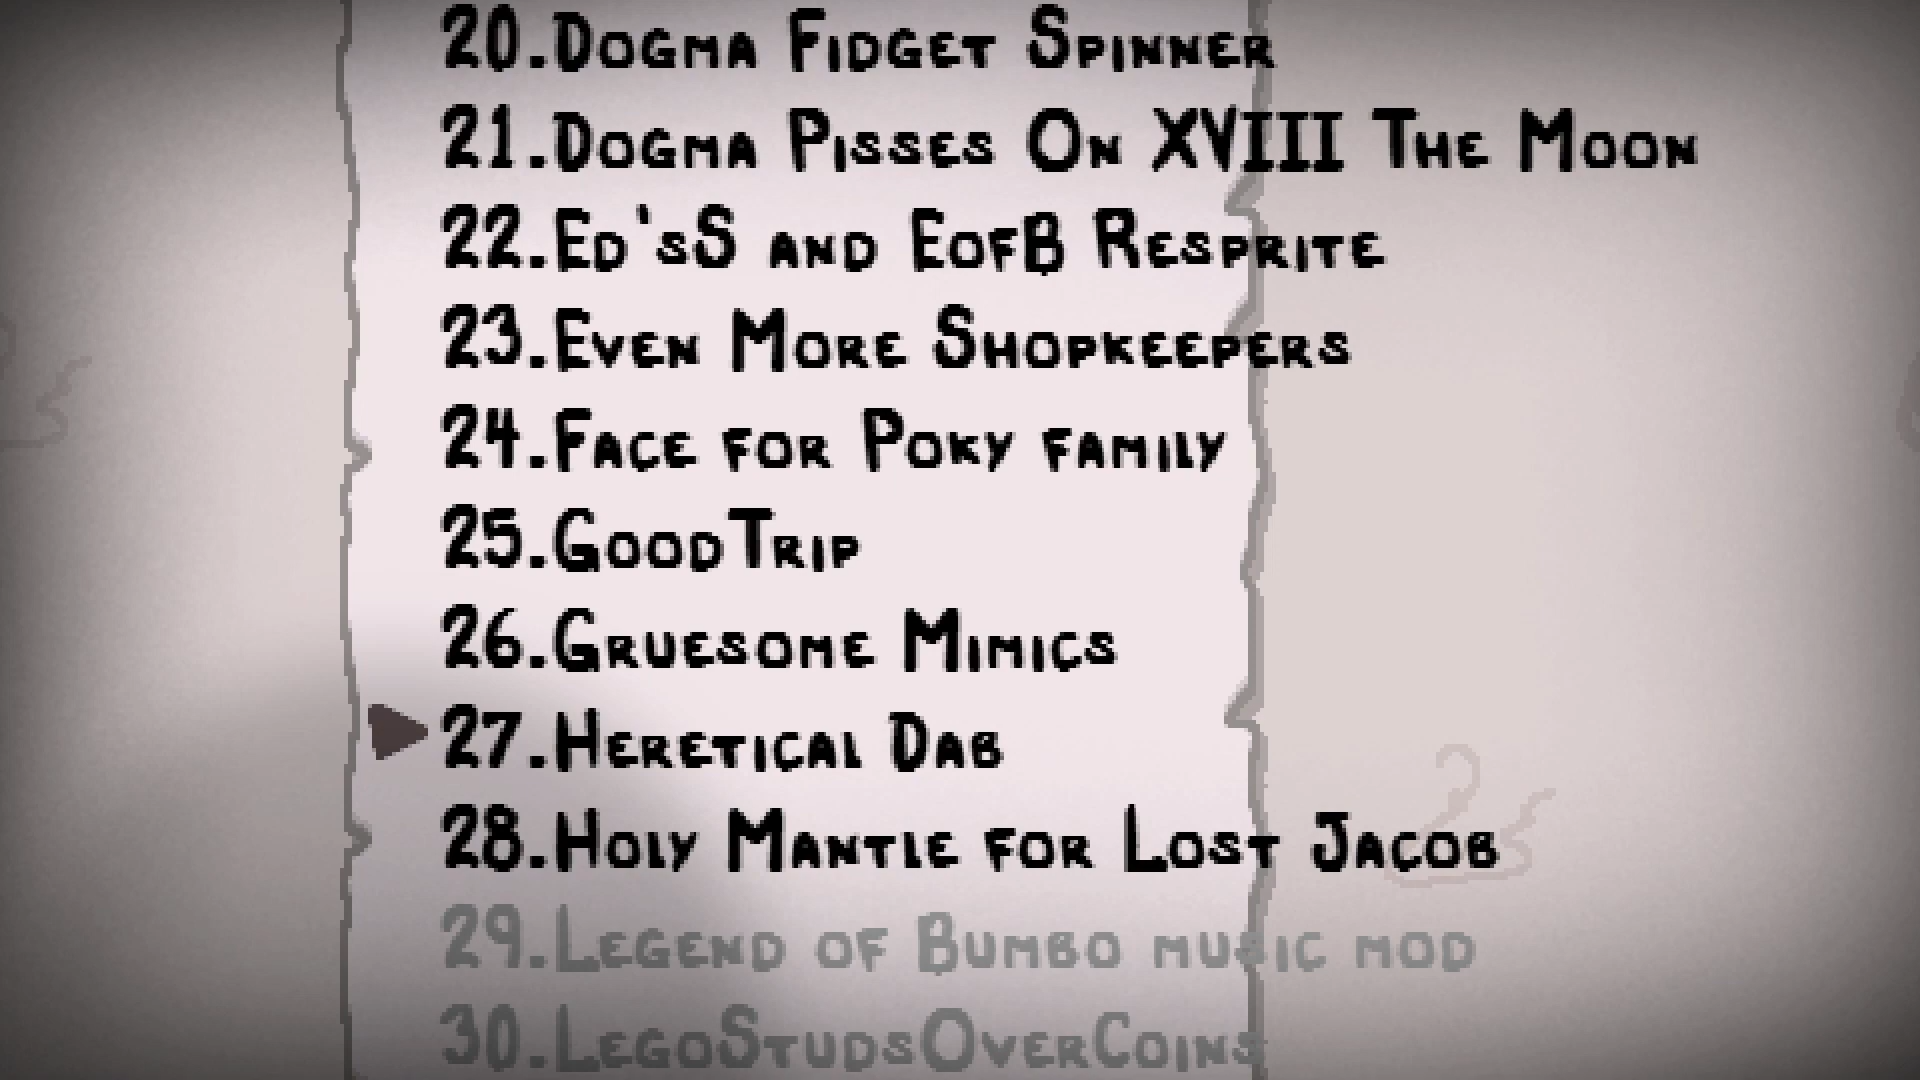 20.Dogma Fidget Spinner
21.Dogma Pisses On XVIII The Moon
22.Ed'sS and EofB Resprite
23.Even More Shopkeepers
24.Face for Poky family
25.GoodTrip
26.Gruesome Mimics
27.Heretical Dab
28.Holy Mantle for Lost Jacob
29.Legend of Bumbo music mod
30.LegoStudsOverCoins